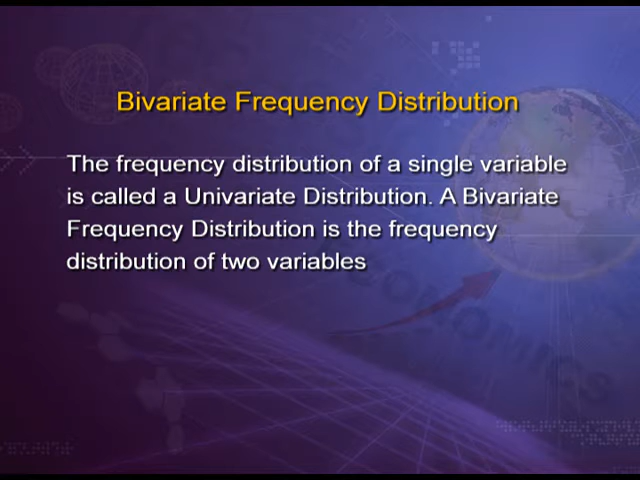 Bivariate Frequency Distribution
The frequency distribution of a single variable
is called a Univariate Distribution. A Bivariate
Frequency Distribution is the frequency
distribution of two variables
ECONOMICS